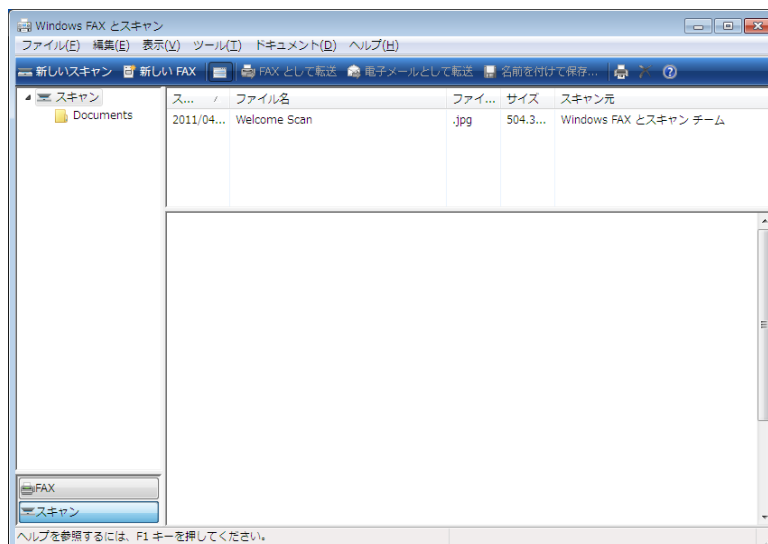 Windows FAX とスキャン
ファイル(F) 編集(E) 表示(V) ツール(T) ドキュメント(D) ヘルプ(H)
新しいスキャン 新しい FAX FAX として転送 電子メールとして転送 名前を付けて保存...
スキャン
Documents
ス... ファイル名 ファイ... サイズ スキャン元
2011/04... Welcome Scan .jpg 504.3... Windows FAX とスキャン チーム
FAX
スキャン
ヘルプを参照するには、F1 キーを押してください。